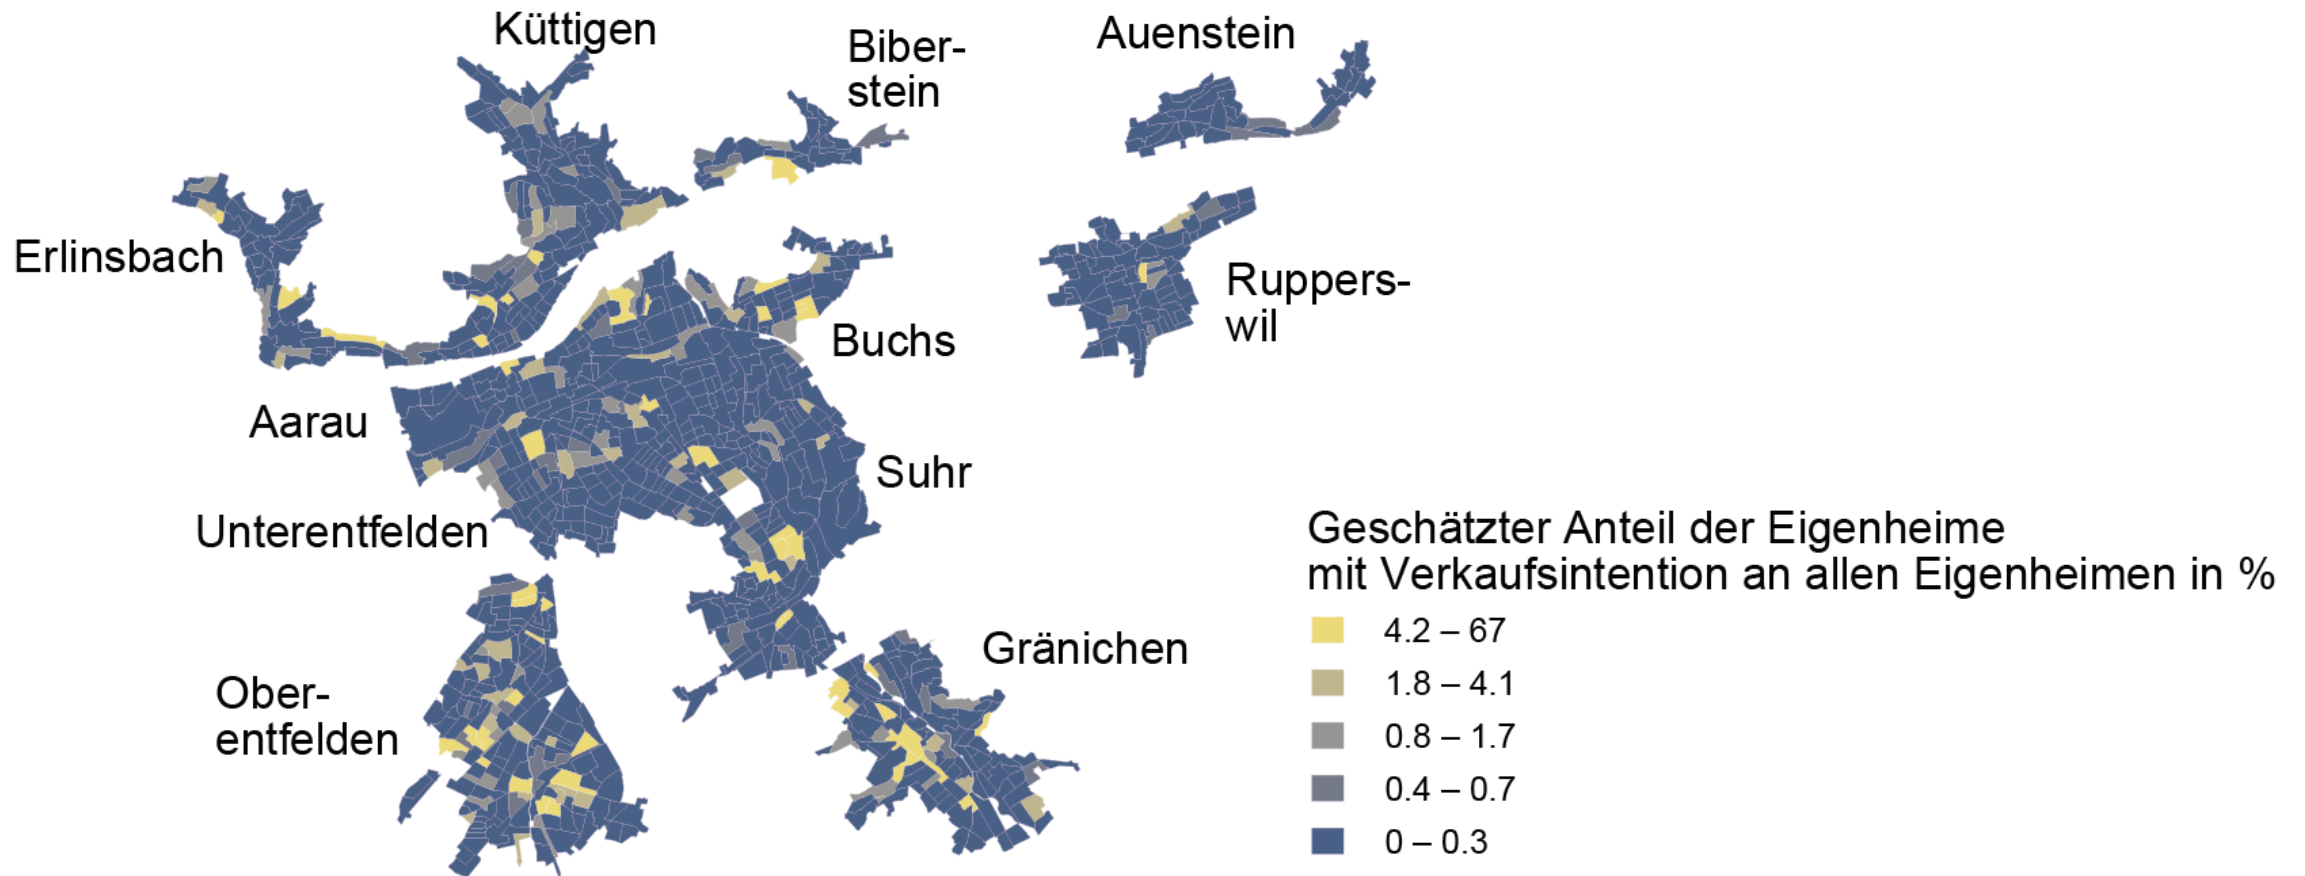 Küttigen
Biber-
stein
Auenstein
Erlinsbach
Ruppers-
wil
Buchs
Aarau
Suhr
Unterentfelden
Gränichen
Ober-
entfelden
Geschätzter Anteil der Eigenheime
mit Verkaufsintention an allen Eigenheimen in %
4.2 – 67
1.8 – 4.1
0.8 – 1.7
0.4 – 0.7
0 – 0.3